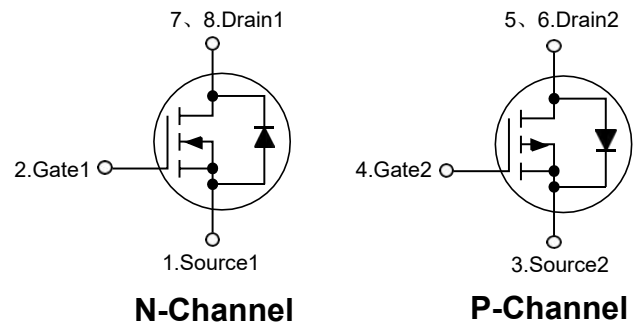 7、8.Drain1
5、6.Drain2
2.Gate1
4.Gate2
1.Source1
3.Source2
N-Channel
P-Channel